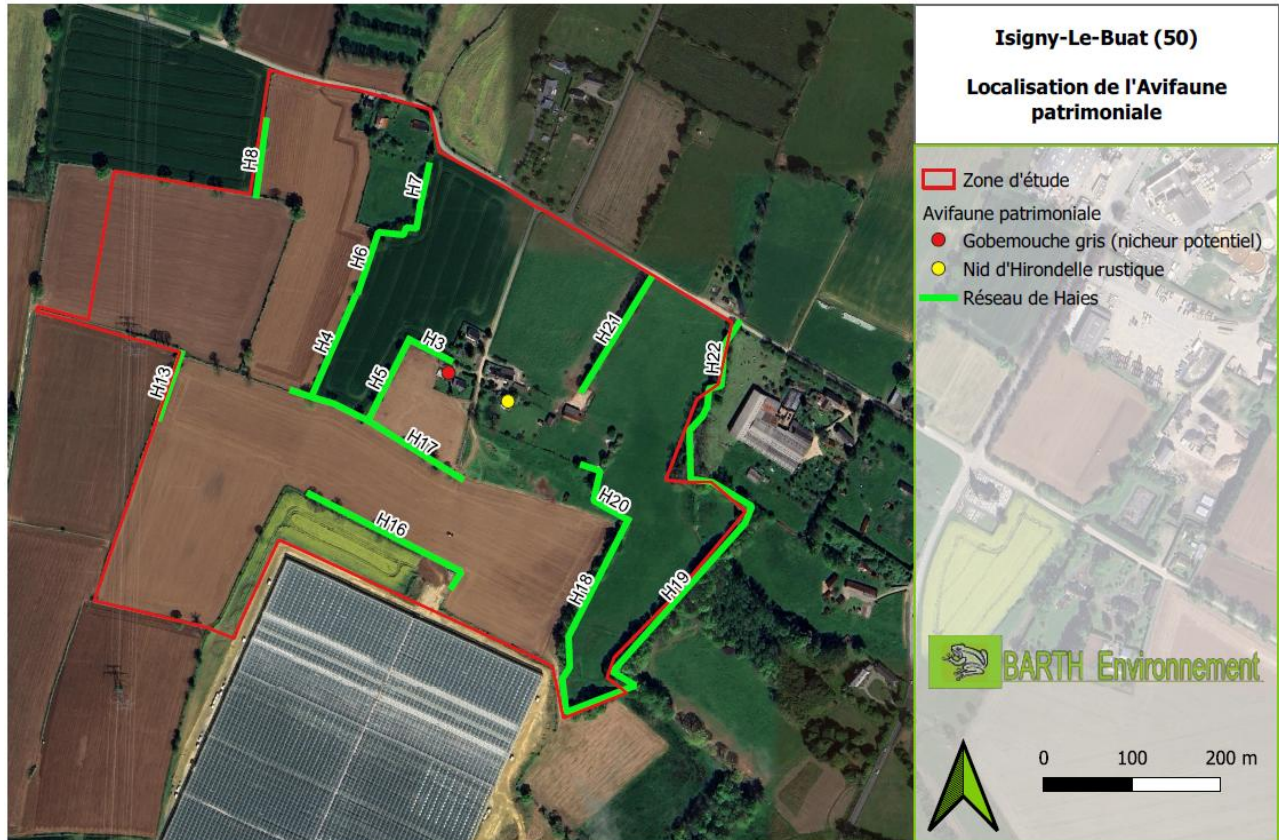 Isigny-Le-Buat (50)
Localisation de l'Avifaune
patrimoniale
Zone d'étude
Avifaune patrimoniale
Gobemouche gris (nicheur potentiel)
Nid d'Hirondelle rustique
Réseau de Haies
BARTH Environnement
0 100 200 m
H8
H7
H6
H4
H3
H5
H21
H22
H13
H17
H16
H20
H18
H19